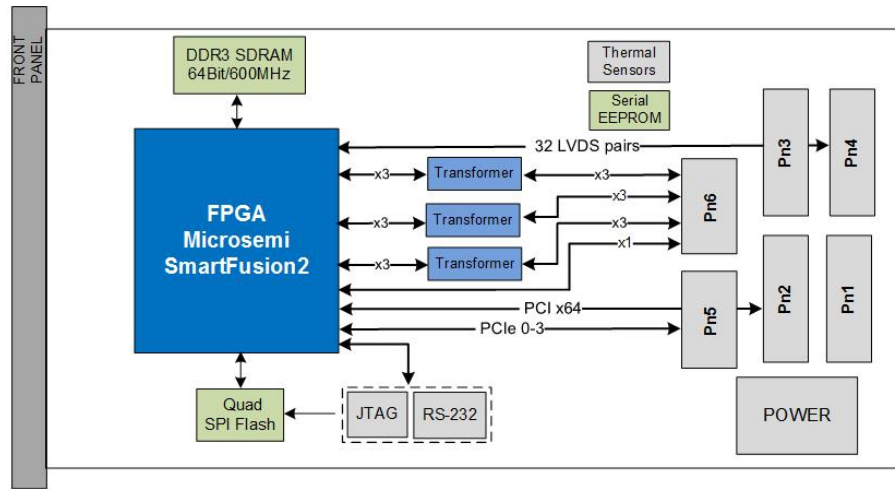 FRONT
PANEL
DDR3 SDRAM
64Bit/600MHz
Thermal
Sensors
Serial
EEPROM
32 LVDS pairs
Pn3
Pn4
FPGA
Microsemi
SmartFusion2
x3
Transformer
x3
x3
Transformer
x3
x3
Transformer
x3
x1
Pn6
PCI x64
PCIe 0-3
Pn5
Pn2
Pn1
Quad
SPI Flash
JTAG
RS-232
POWER